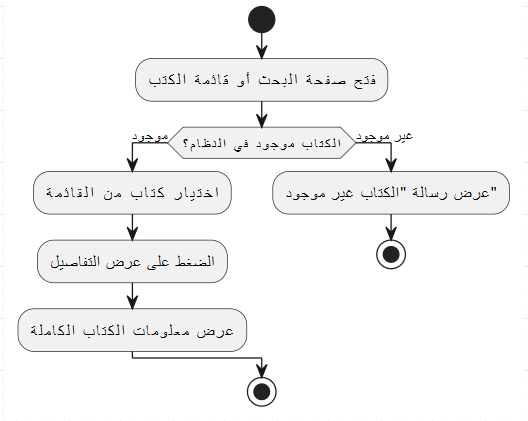 فتح صفحة البحث أو قائمة الكتب
موجود
الكتاب موجود في النظام؟
غير موجود
اختيار كتاب من القائمة
عرض رسالة "الكتاب غير موجود"
الضغط على عرض التفاصيل
عرض معلومات الكتاب الكاملة